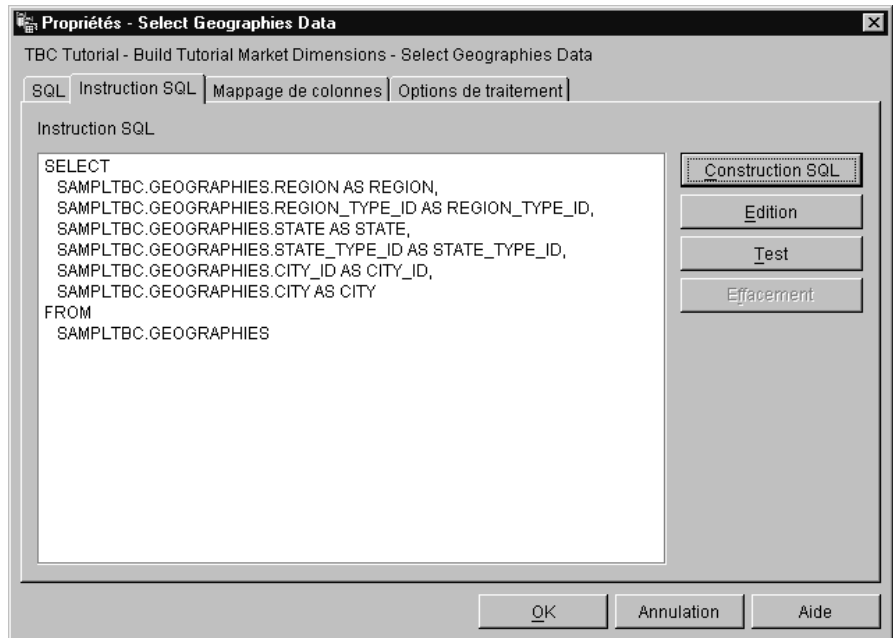 Propriétés - Select Geographies Data
TBC Tutorial - Build Tutorial Market Dimensions - Select Geographies Data
SQL Instruction SQL Mappage de colonnes Options de traitement
Instruction SQL
SELECT
SAMPLTBC.GEOGRAPHIES.REGION AS REGION,
SAMPLTBC.GEOGRAPHIES.REGION_TYPE_ID AS REGION_TYPE_ID,
SAMPLTBC.GEOGRAPHIES.STATE AS STATE,
SAMPLTBC.GEOGRAPHIES.STATE_TYPE_ID AS STATE_TYPE_ID,
SAMPLTBC.GEOGRAPHIES.CITY_ID AS CITY_ID,
SAMPLTBC.GEOGRAPHIES.CITY AS CITY
FROM
SAMPLTBC.GEOGRAPHIES
Construction SQL
Edition
Test
Effacement
OK Annulation Aide